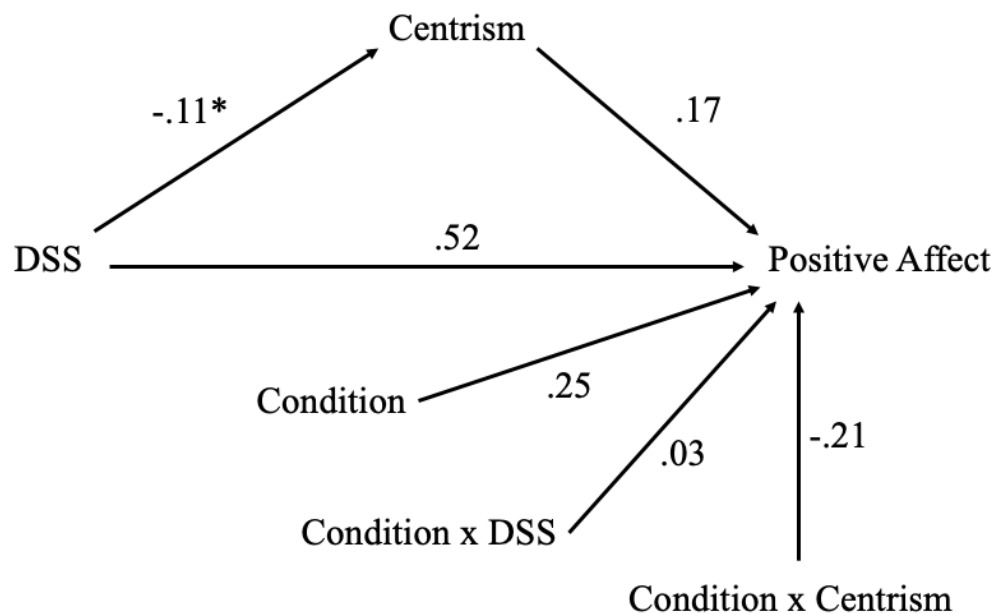 Centrism
-.11*
.17
DSS
.52
Positive Affect
Condition
.25
.03
-.21
Condition x DSS
Condition x Centrism